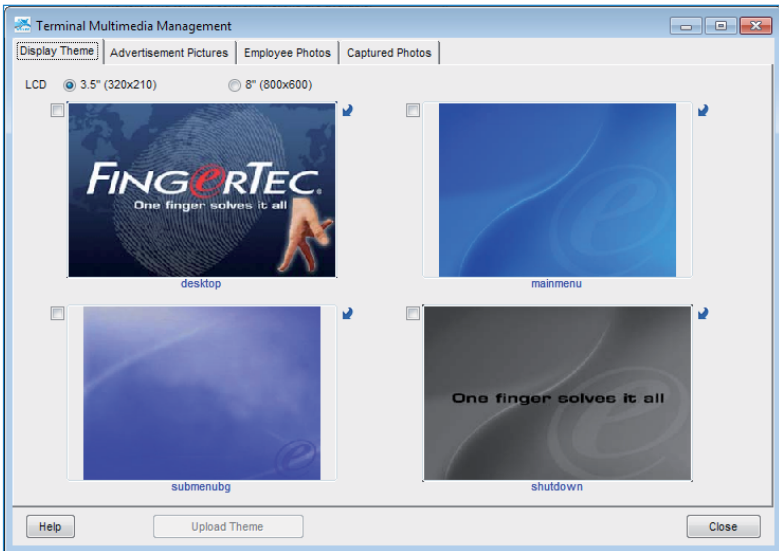 Terminal Multimedia Management
Display Theme Advertisement Pictures Employee Photos Captured Photos
LCD 3.5" (320x210) 8" (800x600)
FINGERTEC®
One finger solves it all
desktop
mainmenu
One finger solves it all
submenubg
shutdown
Help Upload Theme Close